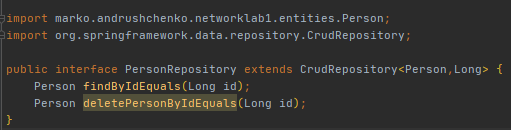 import marko.andrushchenko.networklab1.entities.Person;
import org.springframework.data.repository.CrudRepository;
public interface PersonRepository extends CrudRepository<Person,Long> {
Person findByIdEquals(Long id);
Person deletePersonByIdEquals(Long id);
}